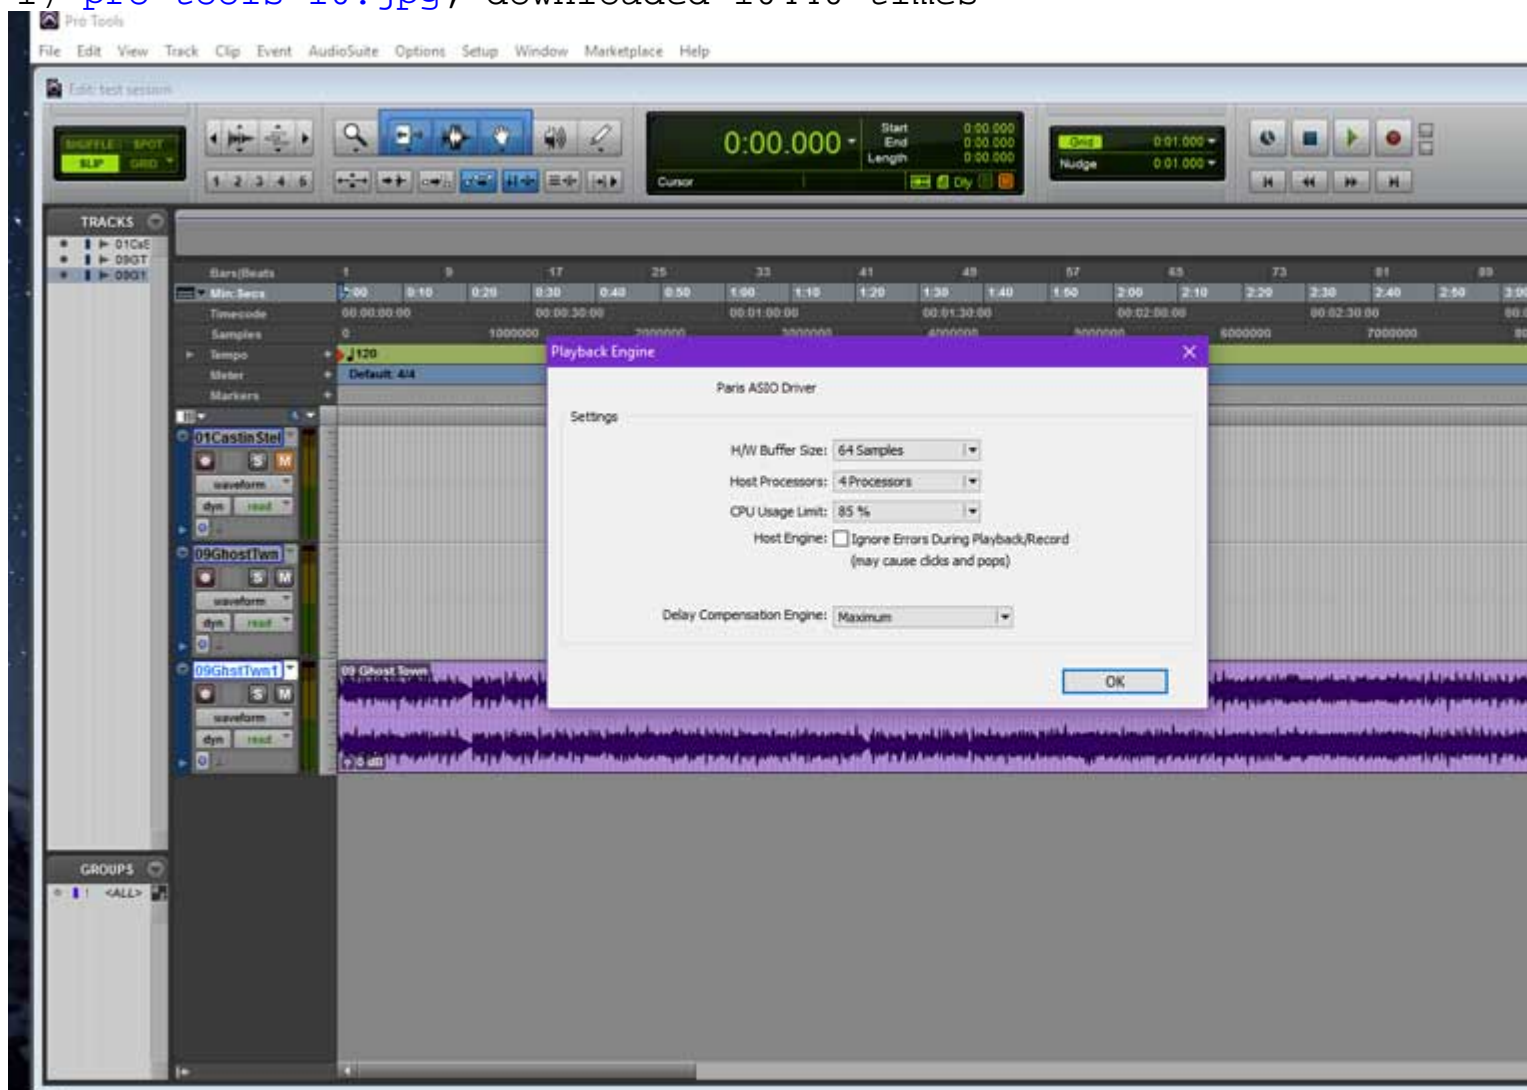 Pro Tools
File Edit View Track Clip Event AudioSuite Options Setup Window Marketplace Help
Edit: test session
SHUFFLE SPOT
SLIP GRID
1 2 3 4 5
0:00.000
Start 0:00.000
End 0:00.000
Length 0:00.000
Cursor
Dly
Grid 0:01.000
Nudge 0:01.000
TRACKS
01CsS
09GT
09GT
Bars|Beats 1 9 17 25 33 41 49 57 65 73 81 89
Min:Secs 0:00 0:10 0:20 0:30 0:40 0:50 1:00 1:10 1:20 1:30 1:40 1:50 2:00 2:10 2:20 2:30 2:40 2:50 3:00
Timecode 00:00:00:00 00:00:30:00 00:01:00:00 00:01:30:00 00:02:00:00 00:02:30:00
Samples 0 1000000 2000000 3000000 4000000 5000000 6000000 7000000
Tempo 120
Meter Default: 4/4
Markers
Playback Engine
Paris ASIO Driver
Settings
H/W Buffer Size: 64 Samples
Host Processors: 4 Processors
CPU Usage Limit: 85 %
Host Engine: Ignore Errors During Playback/Record
(may cause clicks and pops)
Delay Compensation Engine: Maximum
OK
01CastinStel
S M
waveform
dyn read
09GhostTwn
S M
waveform
dyn read
09GhstTwn1
S M
waveform
dyn read
09 Ghost Town
0 dB
GROUPS
! <ALL>